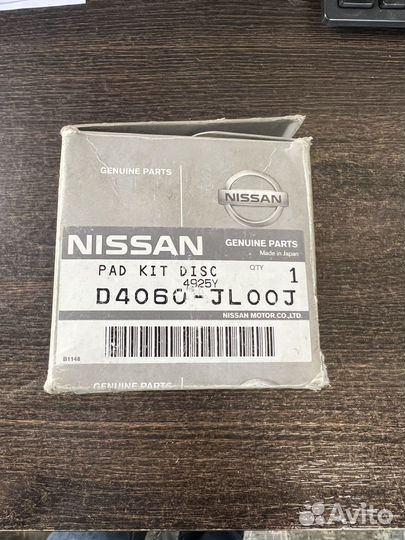 GENUINE PARTS
NISSAN
NISSAN GENUINE PARTS
Made in Japan
PAD KIT DISC QTY 1
4925Y
D4060-JL00J
NISSAN MOTOR CO.,LTD.
B1148
GENUINE PARTS
Avito